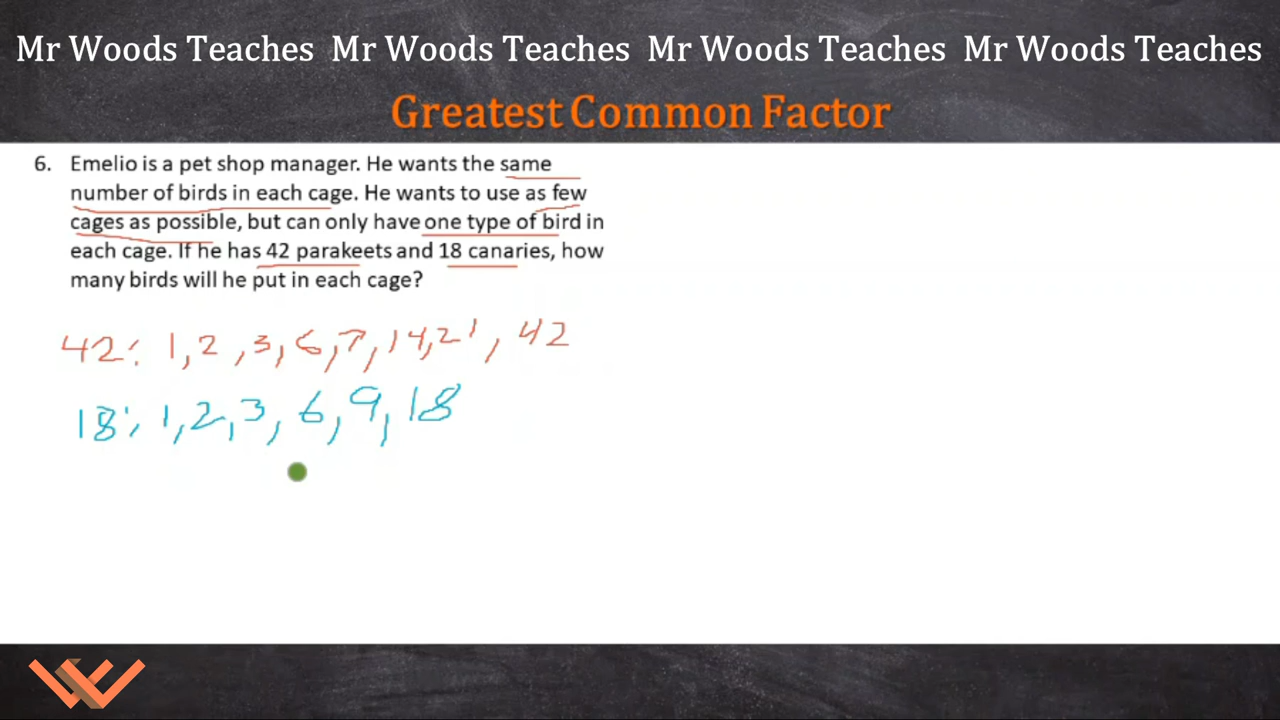 Mr Woods Teaches Mr Woods Teaches Mr Woods Teaches Mr Woods Teaches
Greatest Common Factor
6. Emelio is a pet shop manager. He wants the same
number of birds in each cage. He wants to use as few
cages as possible, but can only have one type of bird in
each cage. If he has 42 parakeets and 18 canaries, how
many birds will he put in each cage?
42: 1, 2, 3, 6, 7, 14, 21, 42
18: 1, 2, 3, 6, 9, 18